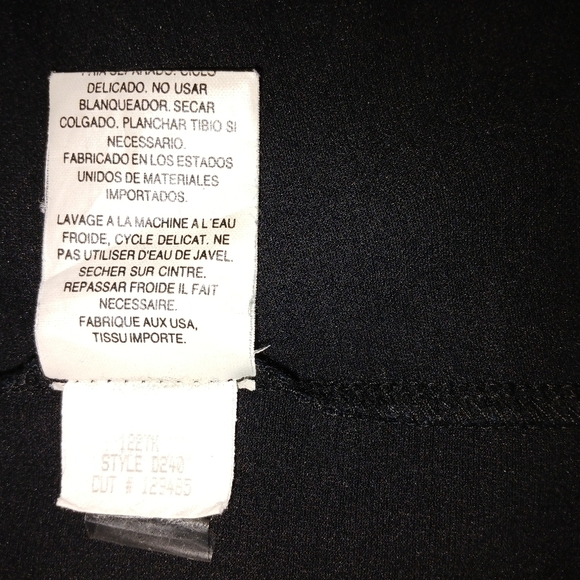 DELICADO. NO USAR
BLANQUEADOR. SECAR
COLGADO. PLANCHAR TIBIO SI
NECESSARIO.
FABRICADO EN LOS ESTADOS
UNIDOS DE MATERIALES
IMPORTADOS.
LAVAGE A LA MACHINE A L'EAU
FROIDE, CYCLE DELICAT. NE
PAS UTILISER D'EAU DE JAVEL.
SECHER SUR CINTRE.
REPASSAR FROIDE IL FAIT
NECESSAIRE.
FABRIQUE AUX USA,
TISSU IMPORTE.
STYLE D240
CUT # 129485